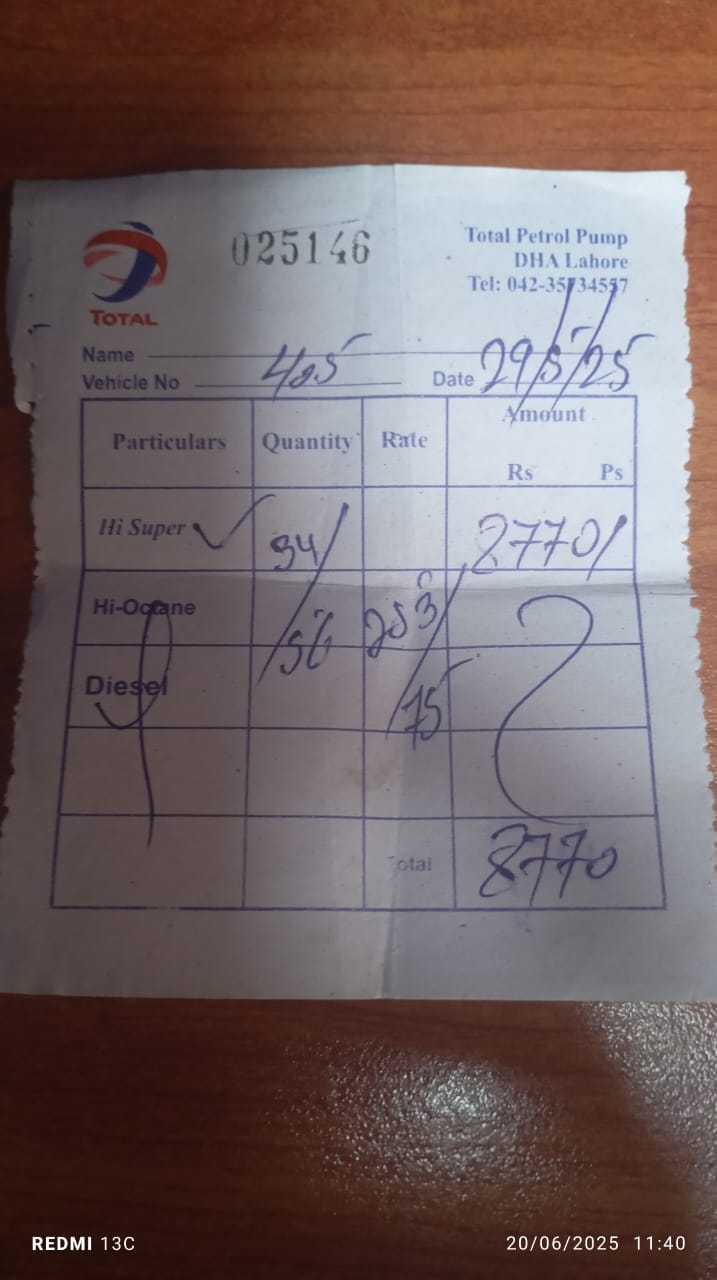 025146
Total Petrol Pump
DHA Lahore
Tel: 042-35734557
TOTAL
Name
Vehicle No 405 Date 29/5/25
Particulars Quantity Rate Amount
Rs Ps
Hi Super ✓ 34/ 8770/
Hi-Octane /56 253/
Diesel 75
Total 8770
REDMI 13C 20/06/2025 11:40